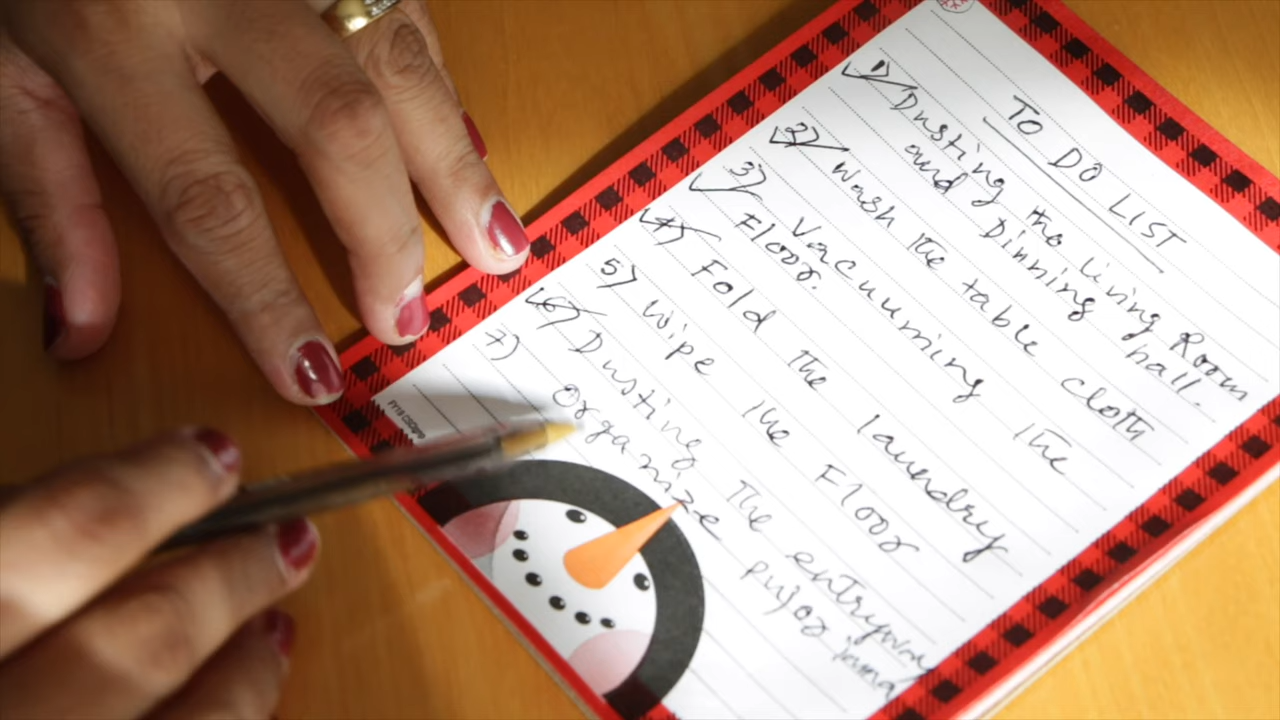 TO DO LIST
1) Dusting the living Room
and Dinning hall.
2) wash the table cloth
3) Vacuuming the
Floor.
4) Fold the laundry
5) Wipe the Floor
6) Dusting the entryway
7) Organize